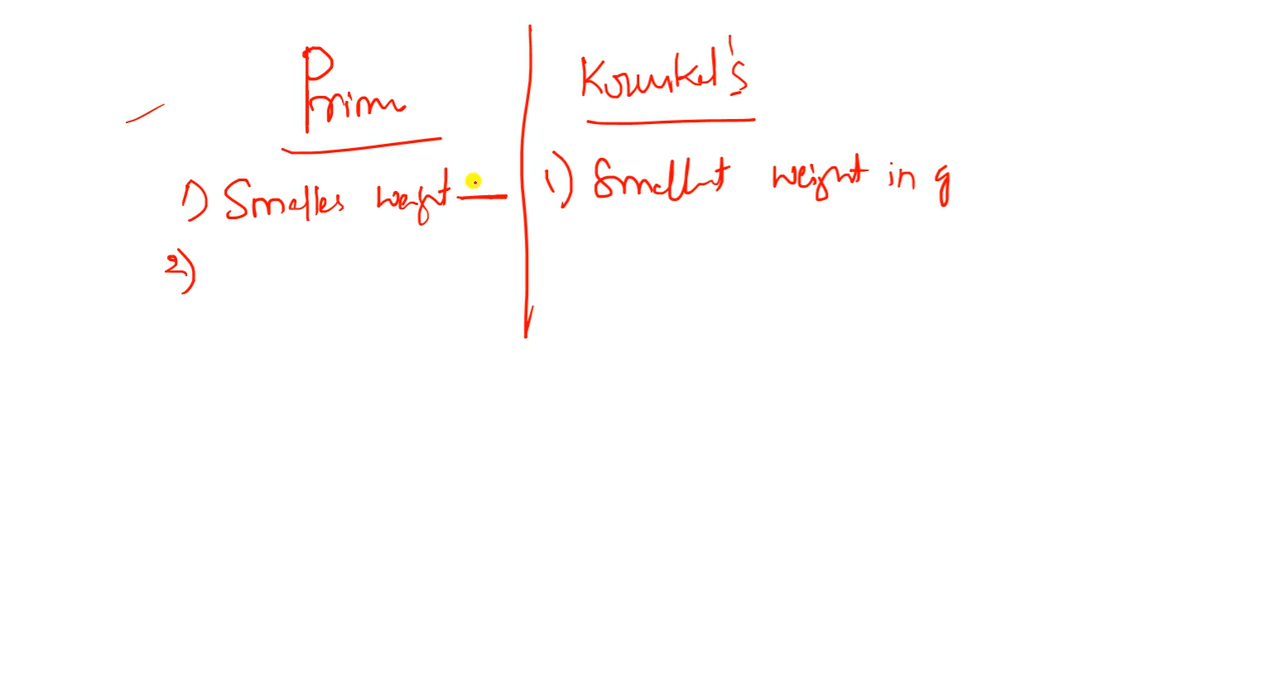 Prim
Kruskal's
1) Smalles weight
1) Smallest weight in g
2)